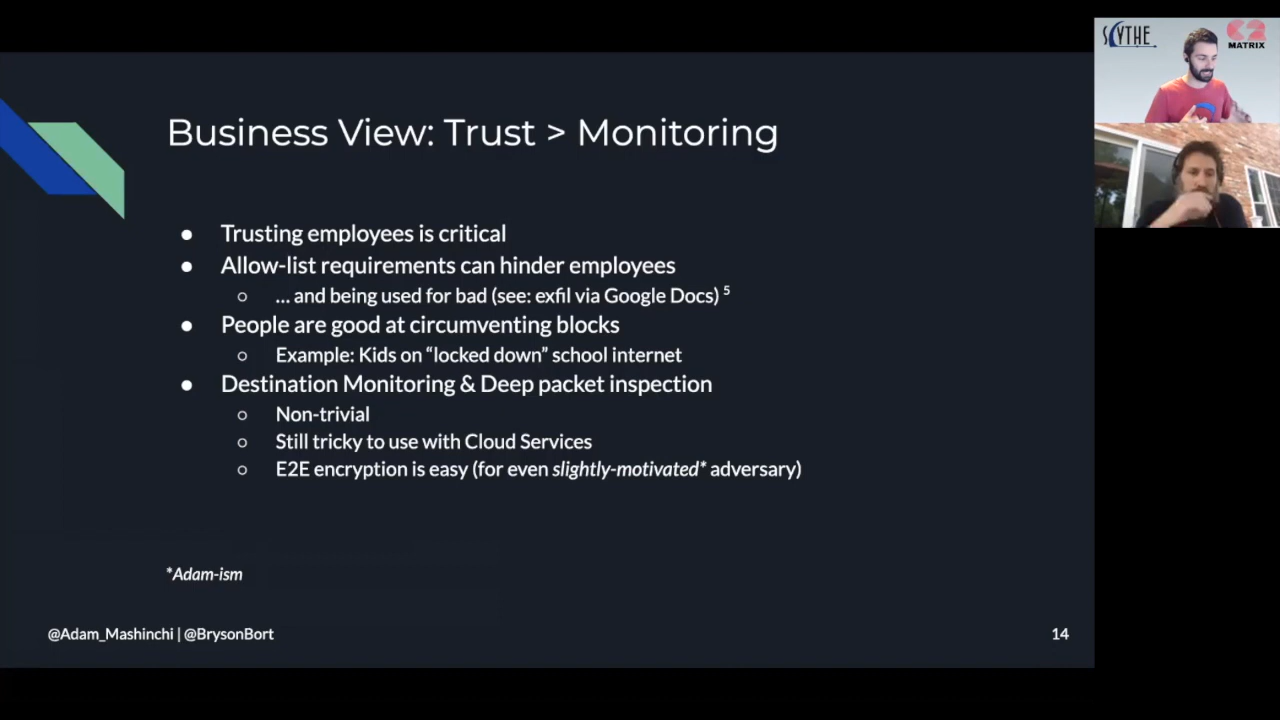 SCYTHE
C2
MATRIX
Business View: Trust > Monitoring
● Trusting employees is critical
● Allow-list requirements can hinder employees
○ ... and being used for bad (see: exfil via Google Docs) 5
● People are good at circumventing blocks
○ Example: Kids on “locked down” school internet
● Destination Monitoring & Deep packet inspection
○ Non-trivial
○ Still tricky to use with Cloud Services
○ E2E encryption is easy (for even slightly-motivated* adversary)
*Adam-ism
@Adam_Mashinchi | @BrysonBort
14